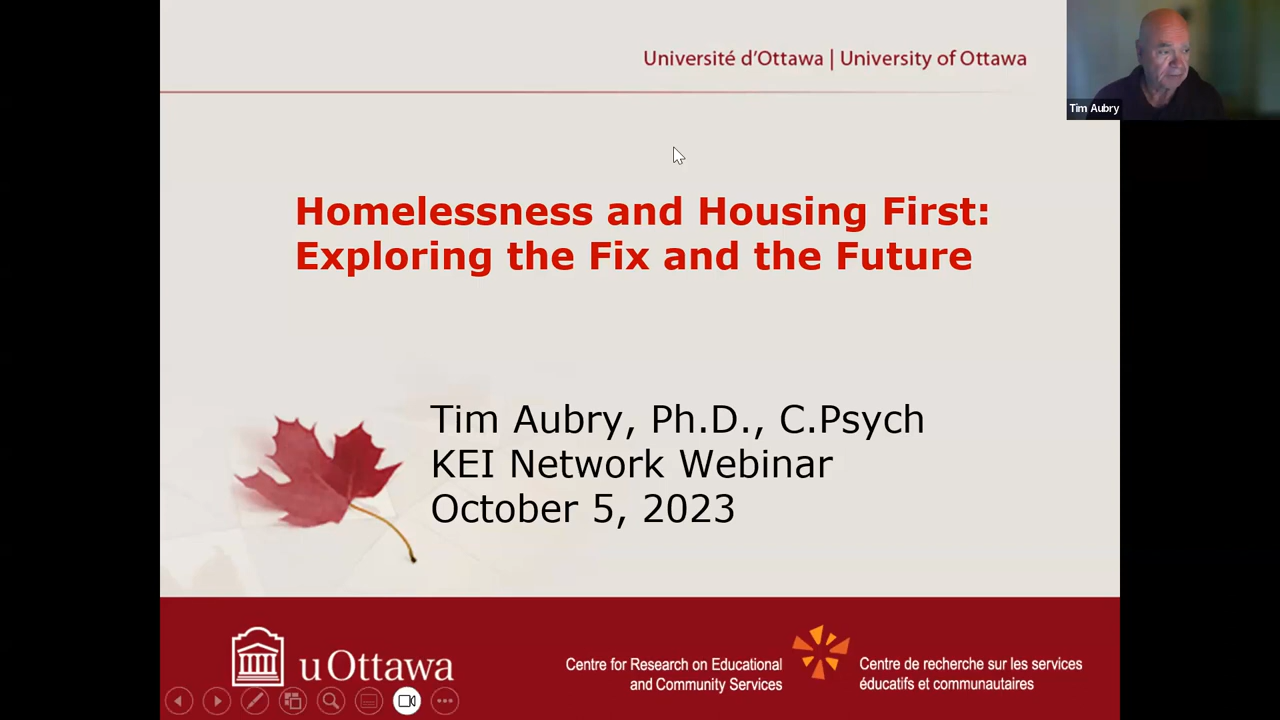 Université d'Ottawa | University of Ottawa
Tim Aubry
Homelessness and Housing First:
Exploring the Fix and the Future
Tim Aubry, Ph.D., C.Psych
KEI Network Webinar
October 5, 2023
uOttawa
Centre for Research on Educational
and Community Services
Centre de recherche sur les services
éducatifs et communautaires